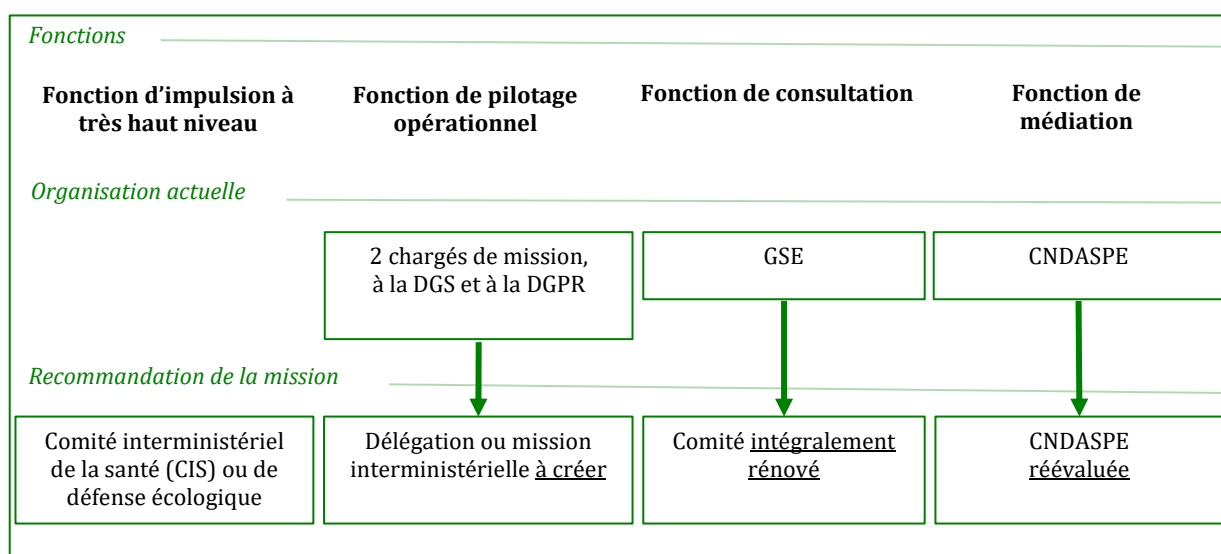 Fonctions
Fonction d’impulsion à
très haut niveau
Fonction de pilotage
opérationnel
Fonction de consultation
Fonction de
médiation
Organisation actuelle
2 chargés de mission,
à la DGS et à la DGPR
GSE
CNDASPE
Recommandation de la mission
Comité interministériel
de la santé (CIS) ou de
défense écologique
Délégation ou mission
interministérielle à créer
Comité intégralement
rénové
CNDASPE
réévaluée